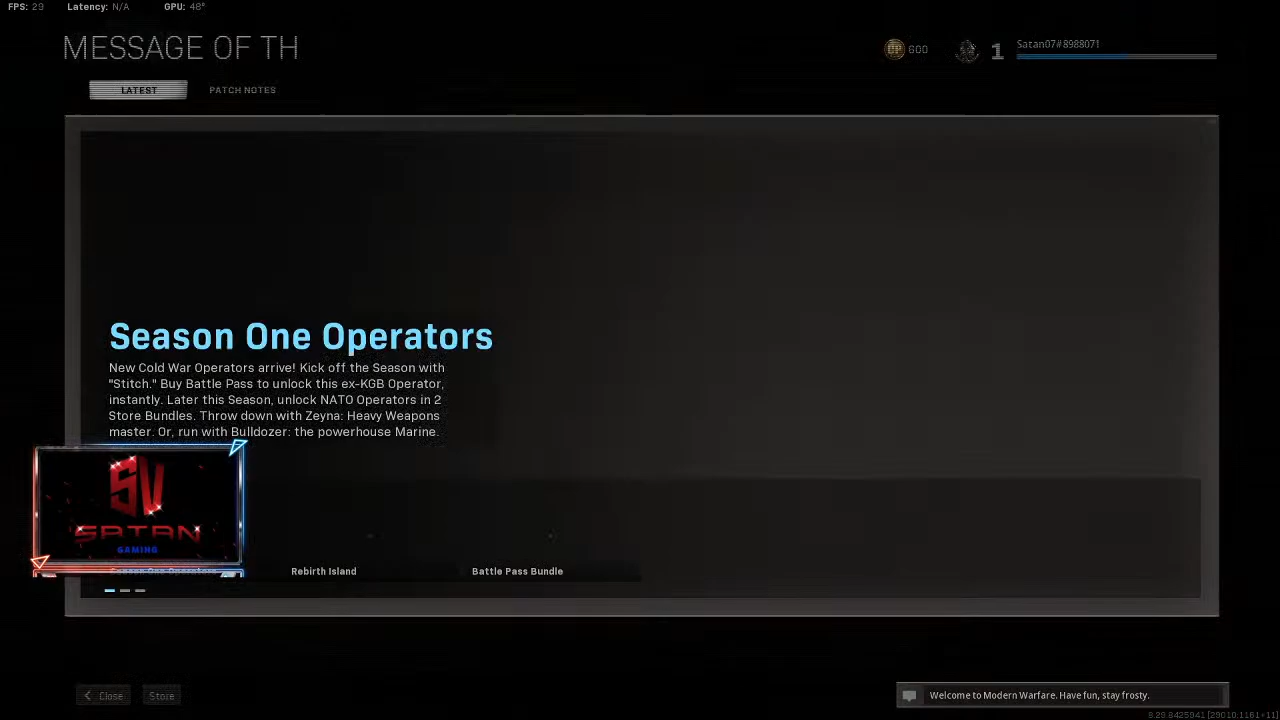 FPS: 29 Latency: N/A GPU: 48°
MESSAGE OF TH
600
1
Satan07#8988071
LATEST
PATCH NOTES
Season One Operators
New Cold War Operators arrive! Kick off the Season with
"Stitch." Buy Battle Pass to unlock this ex-KGB Operator,
instantly. Later this Season, unlock NATO Operators in 2
Store Bundles. Throw down with Zeyna: Heavy Weapons
master. Or, run with Bulldozer: the powerhouse Marine.
SV
SATAN
GAMING
Season One Operators
Rebirth Island
Battle Pass Bundle
Close
Store
Welcome to Modern Warfare. Have fun, stay frosty.